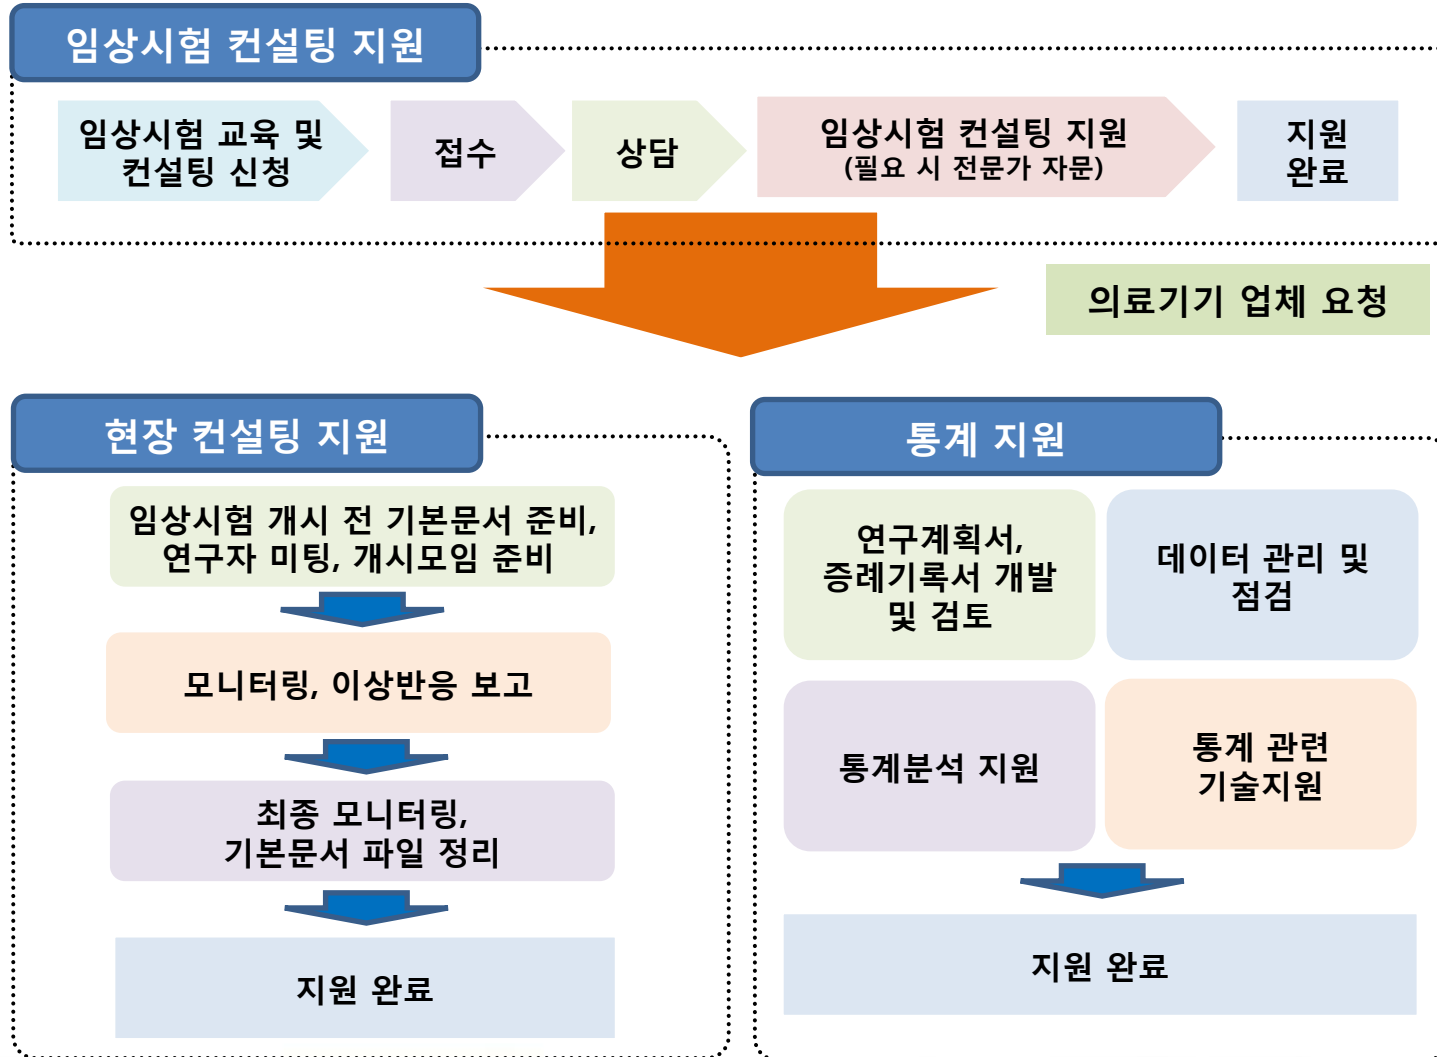 임상시험 컨설팅 지원
임상시험 교육 및
컨설팅 신청
접수
상담
임상시험 컨설팅 지원
(필요 시 전문가 자문)
지원
완료
의료기기 업체 요청
현장 컨설팅 지원
임상시험 개시 전 기본문서 준비,
연구자 미팅, 개시모임 준비
모니터링, 이상반응 보고
최종 모니터링,
기본문서 파일 정리
지원 완료
통계 지원
연구계획서,
증례기록서 개발
및 검토
데이터 관리 및
점검
통계분석 지원
통계 관련
기술지원
지원 완료